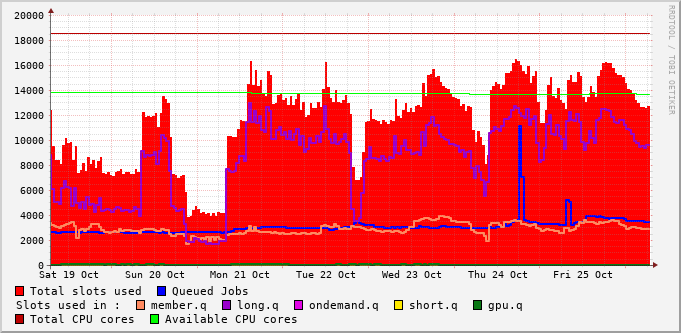 20000
18000
16000
14000
12000
10000
8000
6000
4000
2000
0
Sat 19 Oct Sun 20 Oct Mon 21 Oct Tue 22 Oct Wed 23 Oct Thu 24 Oct Fri 25 Oct
Total slots used Queued Jobs
Slots used in : member.q long.q ondemand.q short.q gpu.q
Total CPU cores Available CPU cores
RRDTOOL / TOBI OETIKER